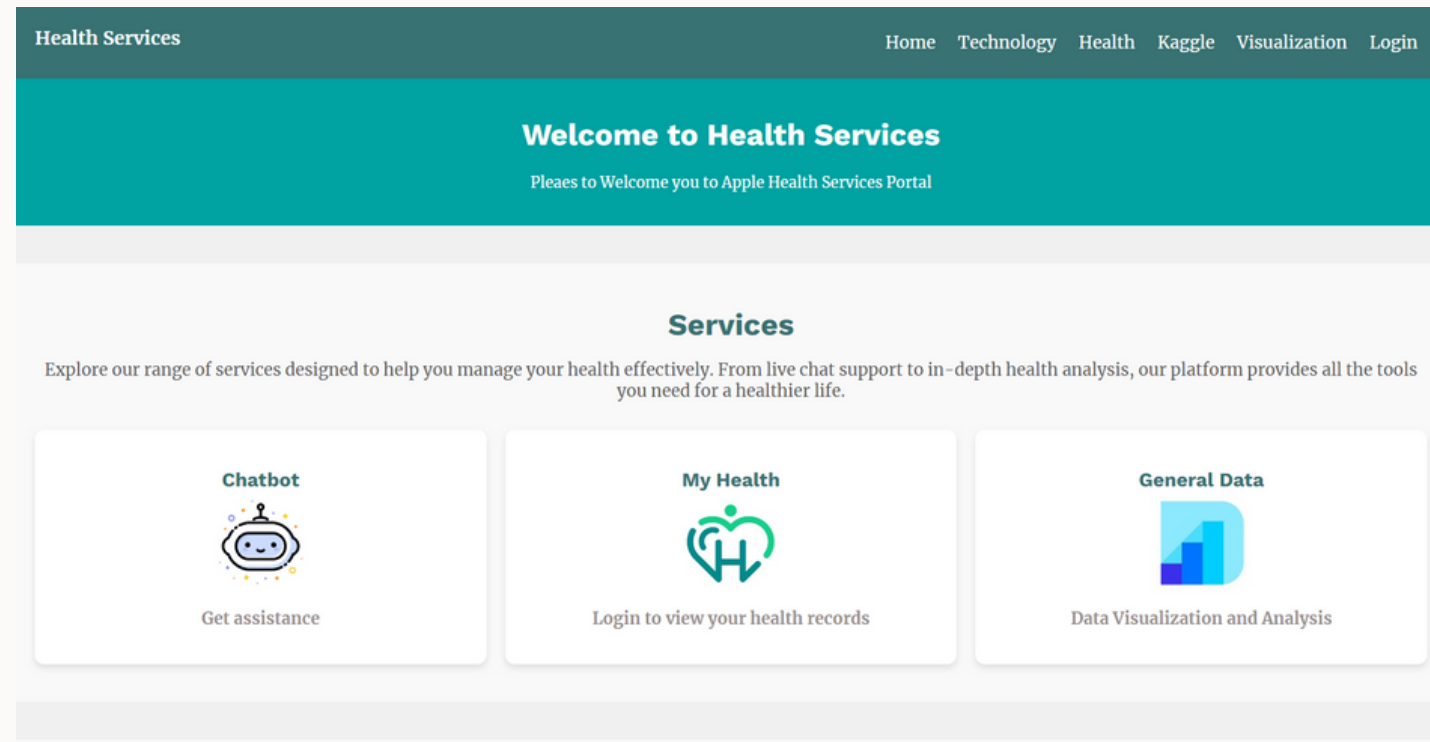 Health Services
Home Technology Health Kaggle Visualization Login
Welcome to Health Services
Pleaes to Welcome you to Apple Health Services Portal
Services
Explore our range of services designed to help you manage your health effectively. From live chat support to in-depth health analysis, our platform provides all the tools
you need for a healthier life.
Chatbot
Get assistance
My Health
H
Login to view your health records
General Data
Data Visualization and Analysis